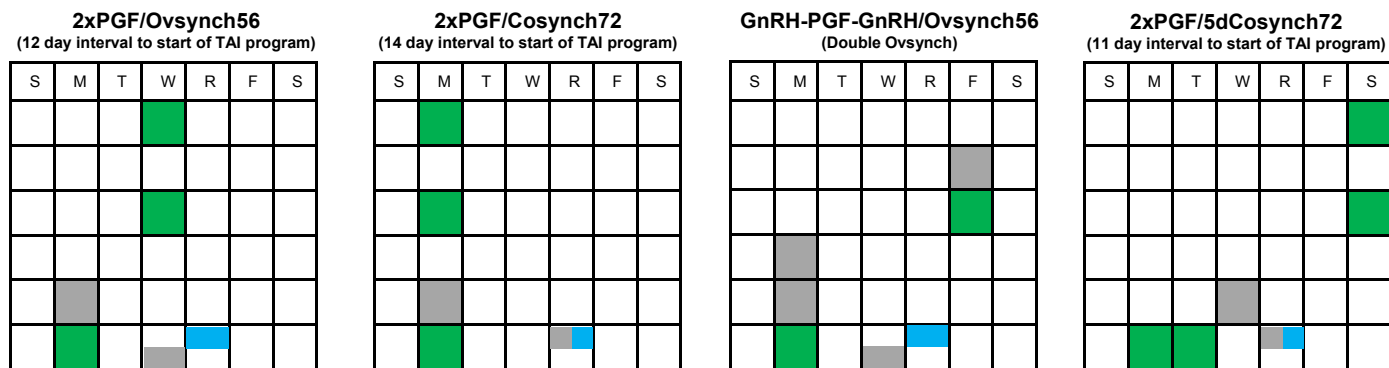 2xPGF/Ovsynch56
(12 day interval to start of TAI program)
S M T W R F S
2xPGF/Cosynch72
(14 day interval to start of TAI program)
S M T W R F S
GnRH-PGF-GnRH/Ovsynch56
(Double Ovsynch)
S M T W R F S
2xPGF/5dCosynch72
(11 day interval to start of TAI program)
S M T W R F S